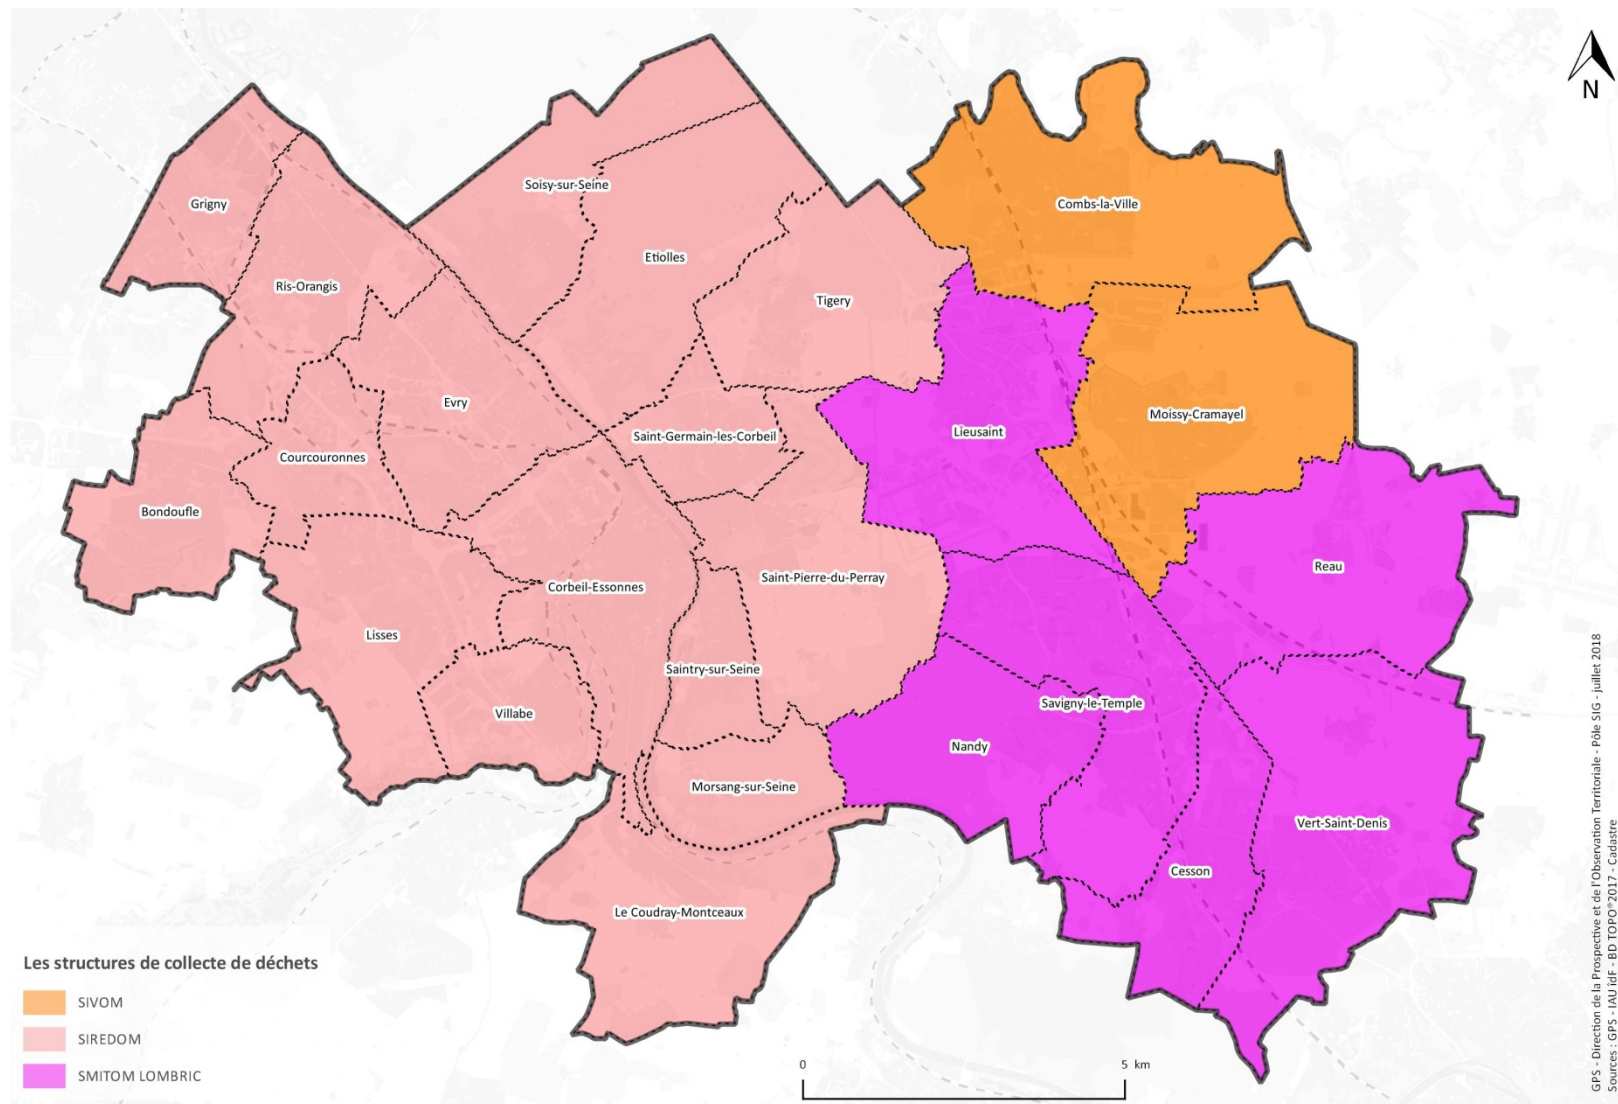 N
Combs-la-Ville
Soisy-sur-Seine
Grigny
Etiolles
Ris-Orangis
Tigery
Evry
Moissy-Cramayel
Lieusaint
Saint-Germain-les-Corbeil
Courcouronnes
Bondoufle
Reau
Saint-Pierre-du-Perray
Corbeil-Essonnes
Lisses
Saintry-sur-Seine
Savigny-le-Temple
Villabe
Nandy
Morsang-sur-Seine
Vert-Saint-Denis
Cesson
Le Coudray-Montceaux
Les structures de collecte de déchets
SIVOM
SIREDOM
SMITOM LOMBRIC
0 5 km
GPS - Direction de la Prospective et de l'Observation Territoriale - Pôle SIG - juillet 2018
Sources : GPS - IAU îdF - BD TOPO®2017 - Cadastre